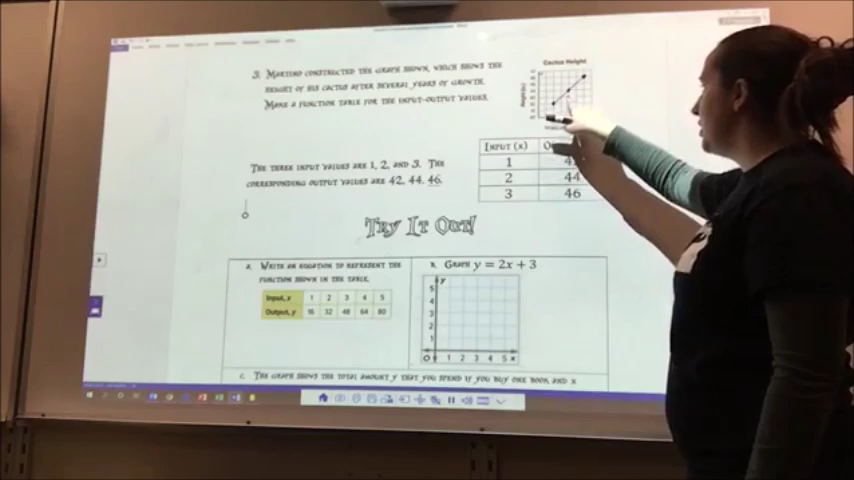 3. Martino constructed the graph shown, which shows the
height of his cactus after several years of growth.
Make a function table for the input-output values.
Cactus Height
Input (x)
1
2 44
3 46
The three input values are 1, 2, and 3. The
corresponding output values are 42, 44, 46.
Try It Out!
a. Write an equation to represent the
function shown in the table.
Input, x 1 2 3 4 5
Output, y 16 32 48 64 80
b. Graph y = 2x + 3
y
5
4
3
2
1
O 1 2 3 4 5 x
c. The graph shows the total amount y that you spend if you buy one book and x